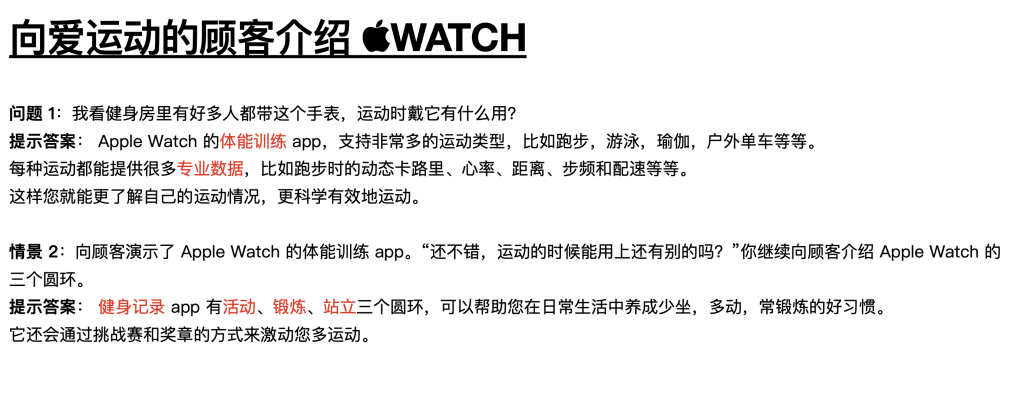 向爱运动的顾客介绍 WATCH
问题 1：我看健身房里有好多人都带这个手表，运动时戴它有什么用？
提示答案： Apple Watch 的体能训练 app，支持非常多的运动类型，比如跑步，游泳，瑜伽，户外单车等等。
每种运动都能提供很多专业数据，比如跑步时的动态卡路里、心率、距离、步频和配速等等。
这样您就能更了解自己的运动情况，更科学有效地运动。
情景 2：向顾客演示了 Apple Watch 的体能训练 app。“还不错，运动的时候能用上还有别的吗？”你继续向顾客介绍 Apple Watch 的
三个圆环。
提示答案： 健身记录 app 有活动、锻炼、站立三个圆环，可以帮助您在日常生活中养成少坐，多动，常锻炼的好习惯。
它还会通过挑战赛和奖章的方式来激动您多运动。